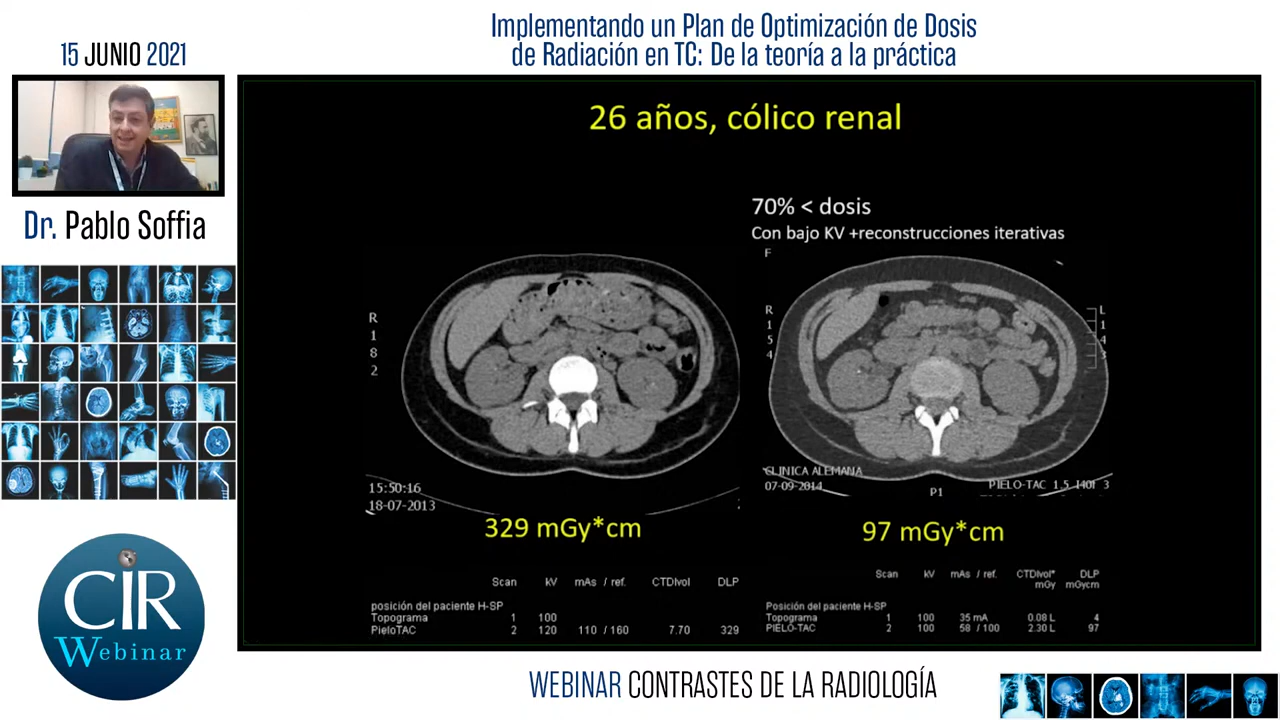 Implementando un Plan de Optimización de Dosis
de Radiación en TC: De la teoría a la práctica
15 JUNIO 2021
Dr. Pablo Soffia
26 años, cólico renal
70% < dosis
Con bajo KV +reconstrucciones iterativas
R
1
8
2
15:50:16
18-07-2013
F
R
1
5
4
L
1
4
3
CLINICA ALEMANA
07-09-2014
P1
PIELO-TAC 1.5 I40f 3
329 mGy*cm
97 mGy*cm
Scan kV mAs / ref. CTDIvol DLP
posición del paciente H-SP
Topograma 1 100
PieloTAC 2 120 110 / 160 7.70 329
Scan kV mAs / ref. CTDIvol* DLP
mGy mGycm
Posición del paciente H-SP
Topograma 1 100 35 mA 0.08 L 4
PIELO-TAC 2 100 58 / 100 2.30 L 97
CIR
Webinar
WEBINAR CONTRASTES DE LA RADIOLOGÍA